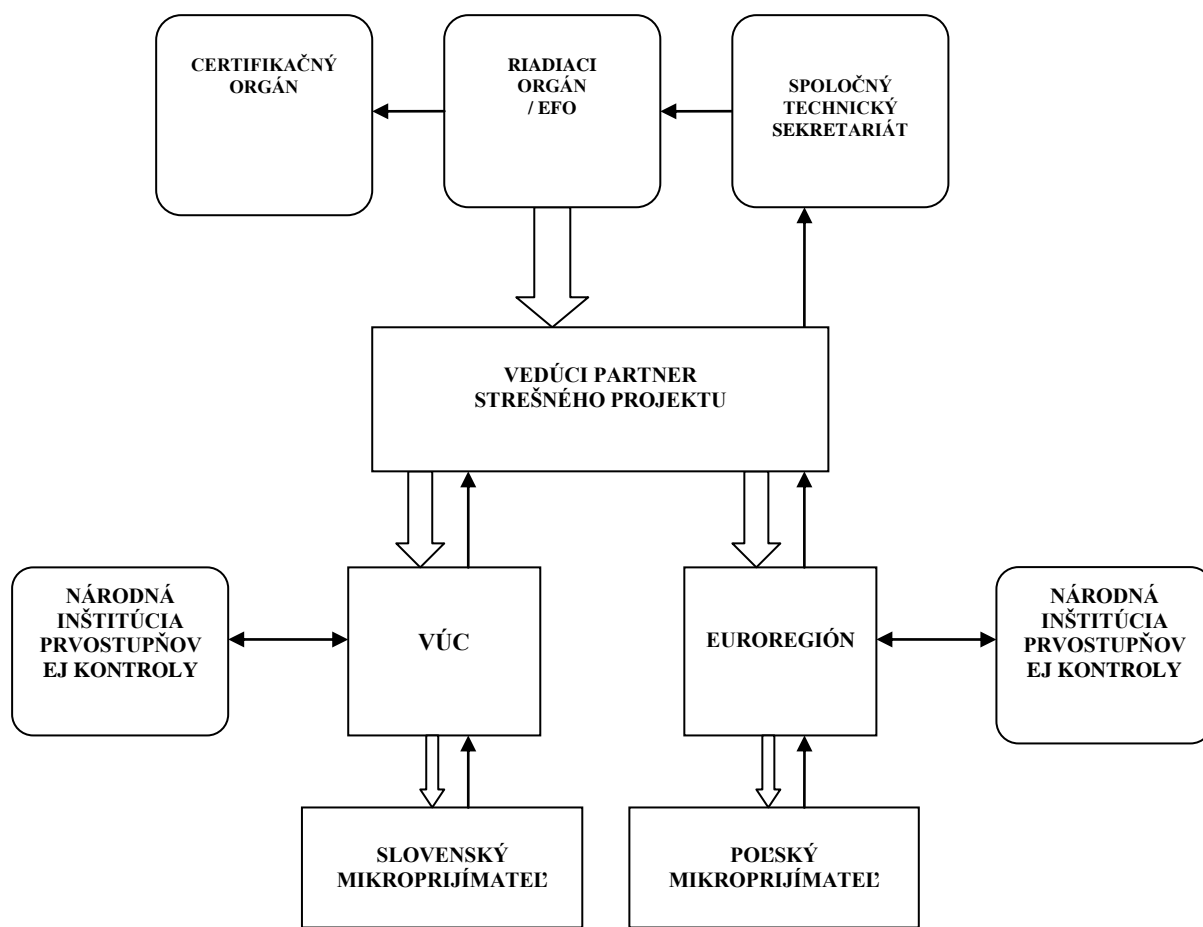 CERTIFIKAČNÝ
ORGÁN
RIADIACI
ORGÁN
/ EFO
SPOLOČNÝ
TECHNICKÝ
SEKRETARIÁT
VEDÚCI PARTNER
STREŠNÉHO PROJEKTU
NÁRODNÁ
INŠTITÚCIA
PRVOSTUPŇOV
EJ KONTROLY
VÚC
EUROREGIÓN
NÁRODNÁ
INŠTITÚCIA
PRVOSTUPŇOV
EJ KONTROLY
SLOVENSKÝ
MIKROPRIJÍMATEĽ
POĽSKÝ
MIKROPRIJÍMATEĽ